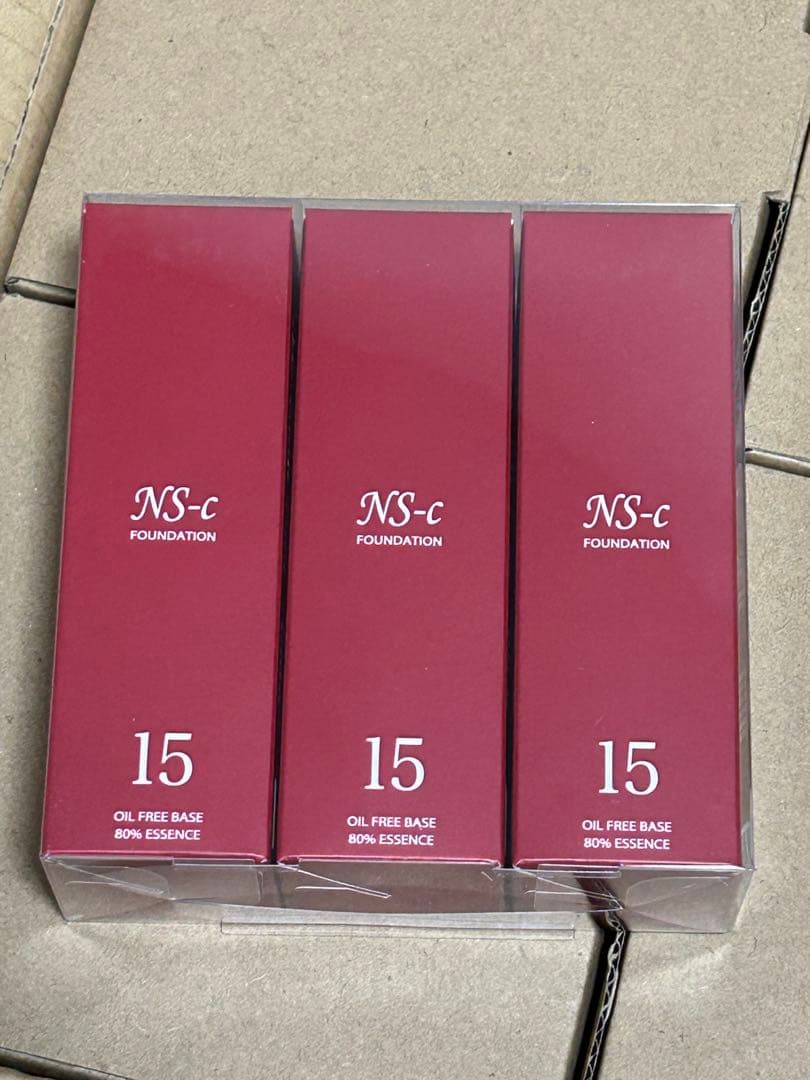 NS-c
FOUNDATION
15
OIL FREE BASE
80% ESSENCE
NS-c
FOUNDATION
15
OIL FREE BASE
80% ESSENCE
NS-c
FOUNDATION
15
OIL FREE BASE
80% ESSENCE